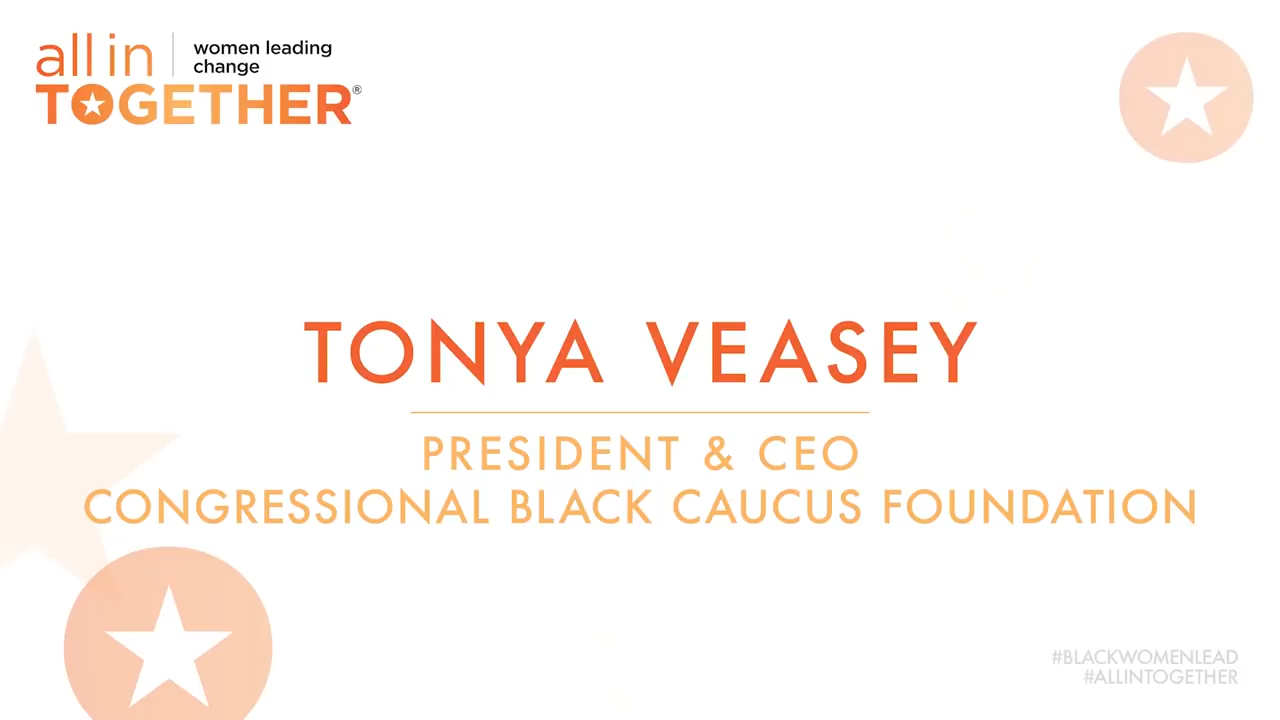 all in
women leading
change
TOGETHER®
TONYA VEASEY
PRESIDENT & CEO
CONGRESSIONAL BLACK CAUCUS FOUNDATION
#BLACKWOMENLEAD
#ALLINTOGETHER